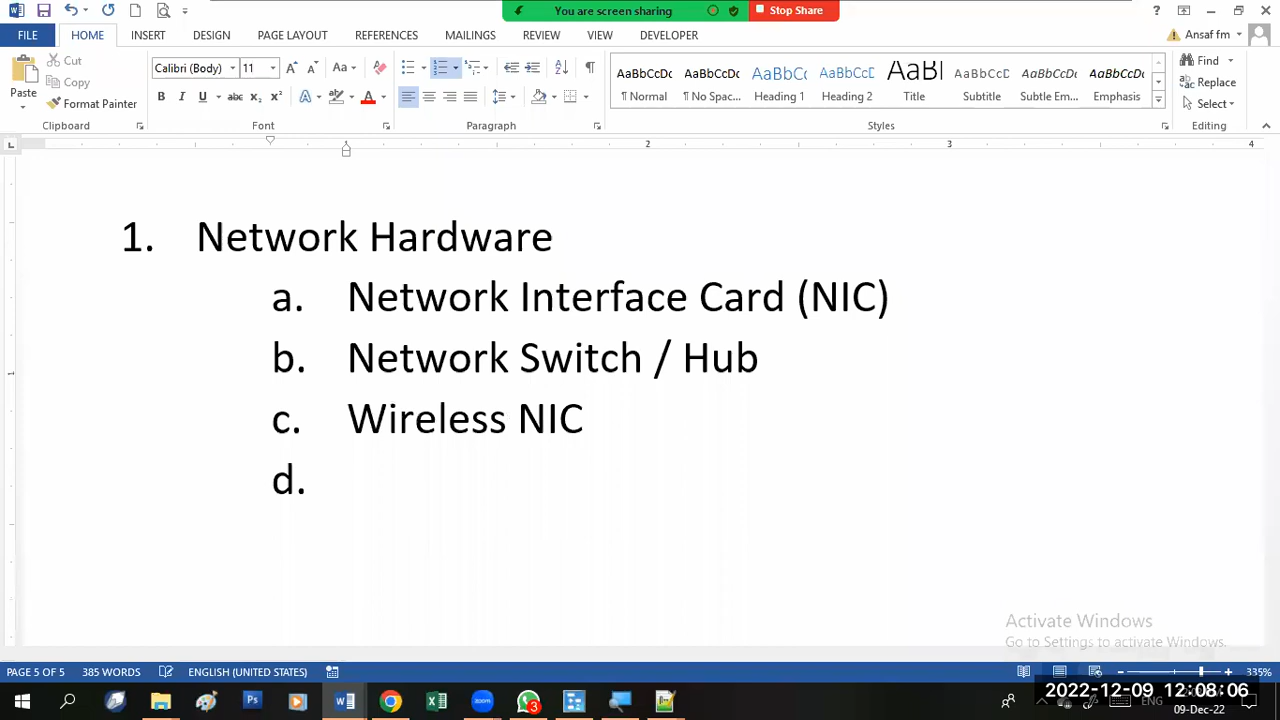 You are screen sharing
Stop Share
FILE HOME INSERT DESIGN PAGE LAYOUT REFERENCES MAILINGS REVIEW VIEW DEVELOPER Ansaf fm
Cut
Copy
Paste
Format Painter
Clipboard
Calibri (Body) 11
Font
Paragraph
AaBbCcDc AaBbCcDc AaBbCc AaBbCcC AaBl AaBbCcD AaBbCcDc AaBbCcDc
¶ Normal ¶ No Spac... Heading 1 Heading 2 Title Subtitle Subtle Em... Emphasis
Styles
Find
Replace
Select
Editing
2 3 4
1. Network Hardware
a. Network Interface Card (NIC)
b. Network Switch / Hub
c. Wireless NIC
d.
Activate Windows
Go to Settings to activate Windows.
PAGE 5 OF 5 385 WORDS ENGLISH (UNITED STATES) 335%
2022-12-09 12:08:06
ENG
09-Dec-22